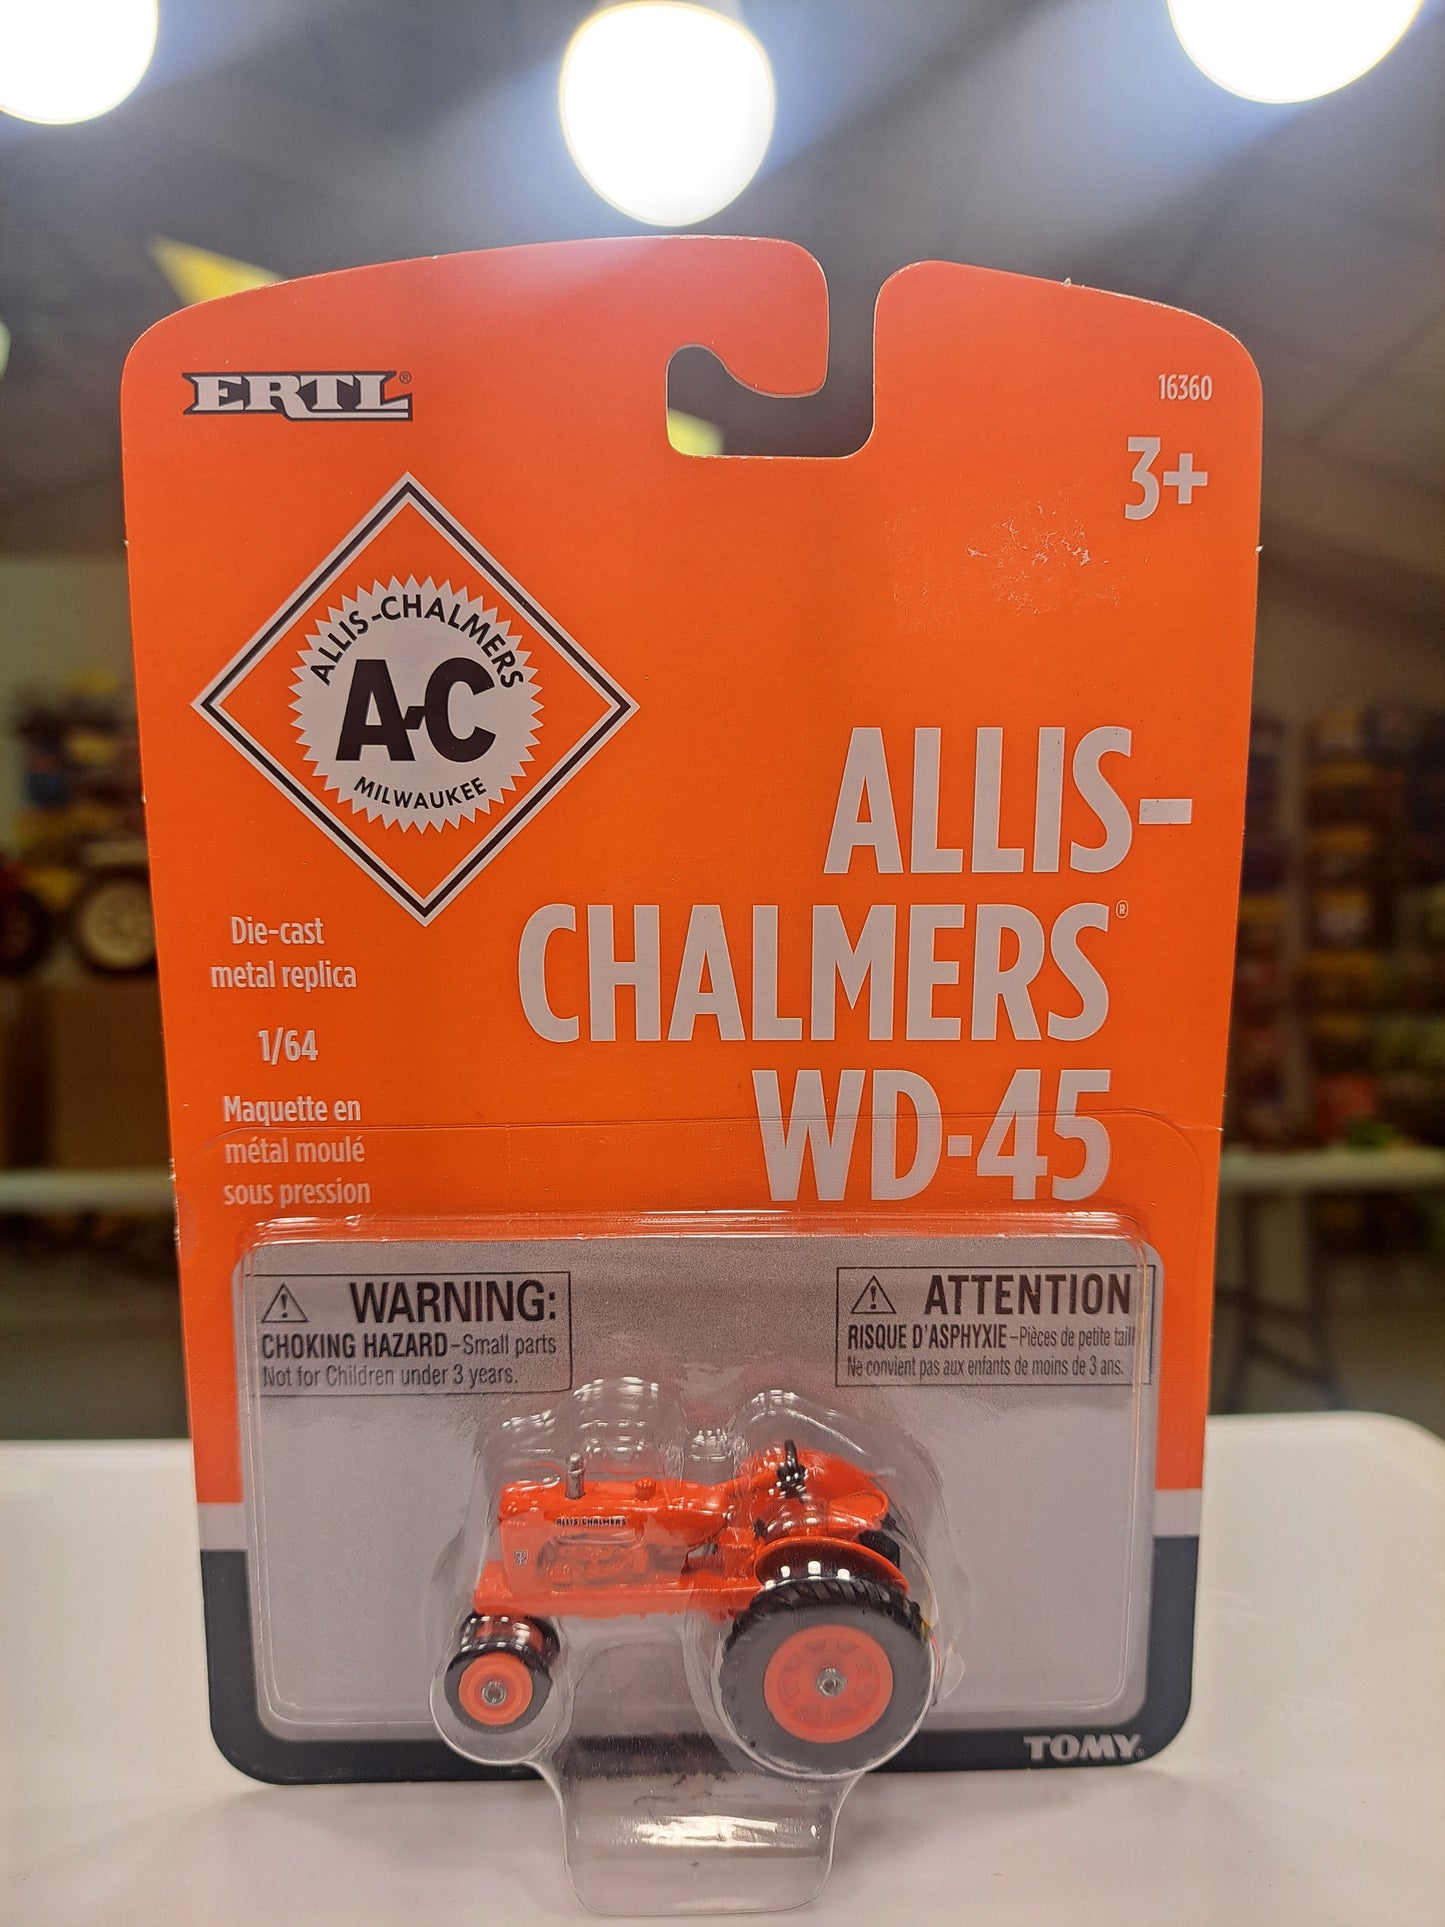 ERTL®
16360
3+
ALLIS-CHALMERS
A-C
MILWAUKEE
ALLIS-
CHALMERS®
WD-45
Die-cast
metal replica
1/64
Maquette en
métal moulé
sous pression
WARNING:
CHOKING HAZARD–Small parts
Not for Children under 3 years.
ATTENTION
RISQUE D'ASPHYXIE–Pièces de petite taill
Ne convient pas aux enfants de moins de 3 ans.
ALLIS-CHALMERS
TOMY®